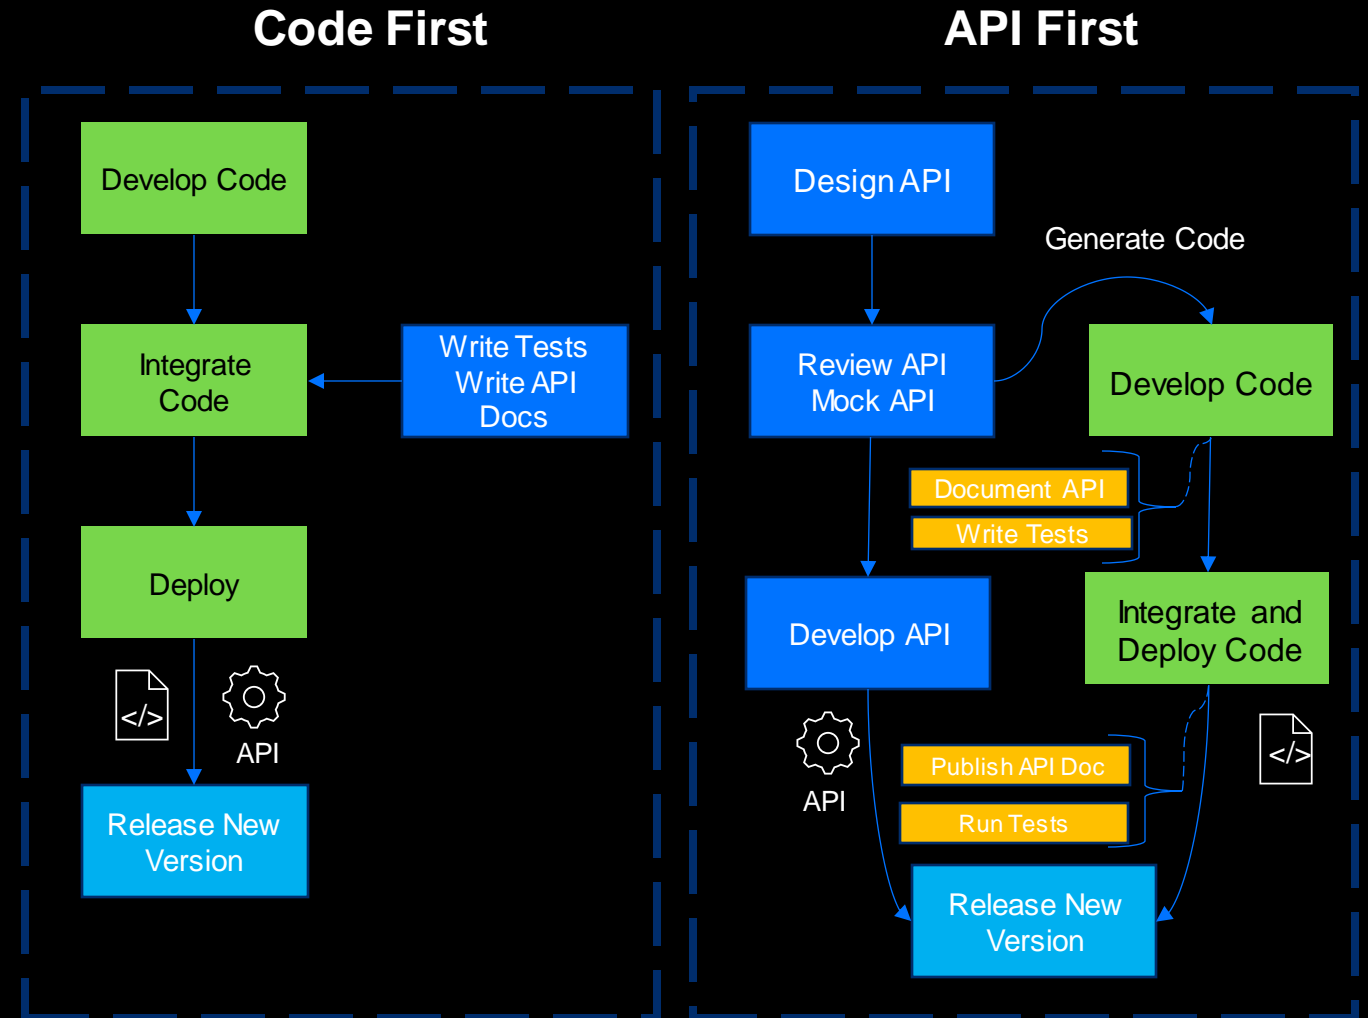 Code First
Develop Code
Integrate
Code
Write Tests
Write API
Docs
Deploy
</>
API
Release New
Version
API First
Design API
Generate Code
Review API
Mock API
Develop Code
Document API
Write Tests
Develop API
Integrate and
Deploy Code
API
Publish API Doc
Run Tests
</>
Release New
Version